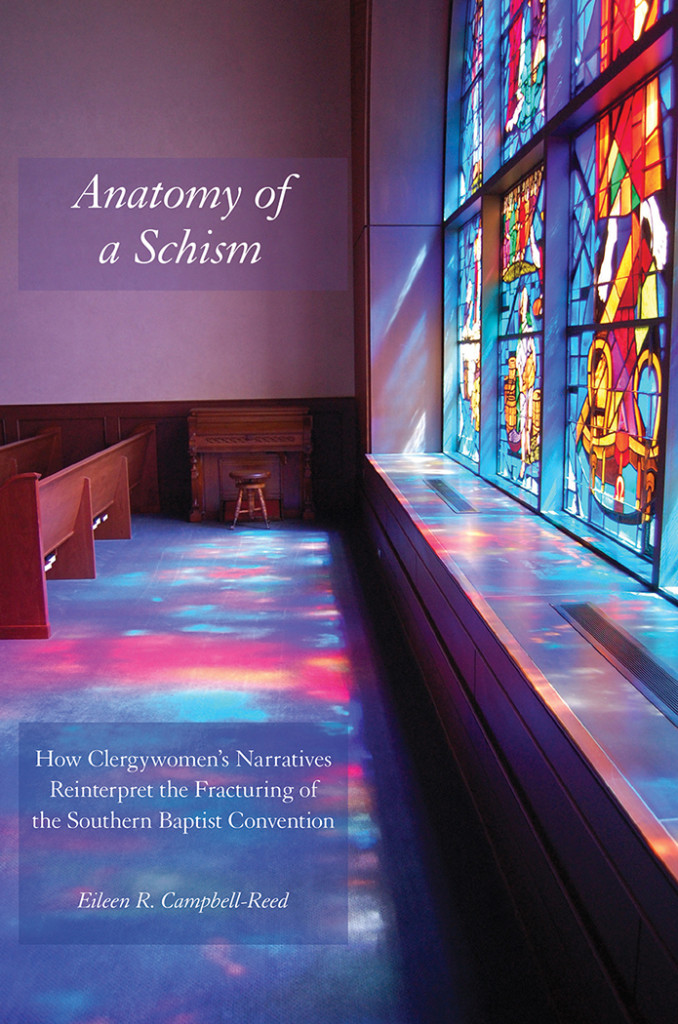 Anatomy of
a Schism
How Clergywomen's Narratives
Reinterpret the Fracturing of
the Southern Baptist Convention
Eileen R. Campbell-Reed